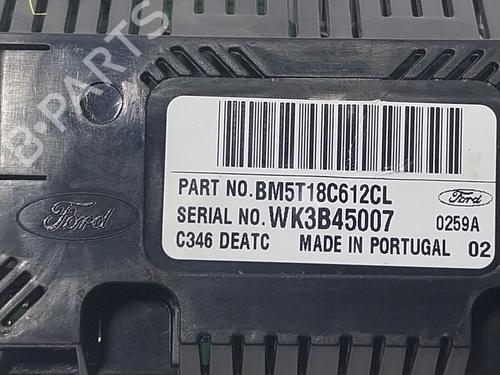 B-PARTS
Ford
PART NO. BM5T18C612CL
Ford
SERIAL NO. WK3B45007 0259A
C346 DEATC MADE IN PORTUGAL 02